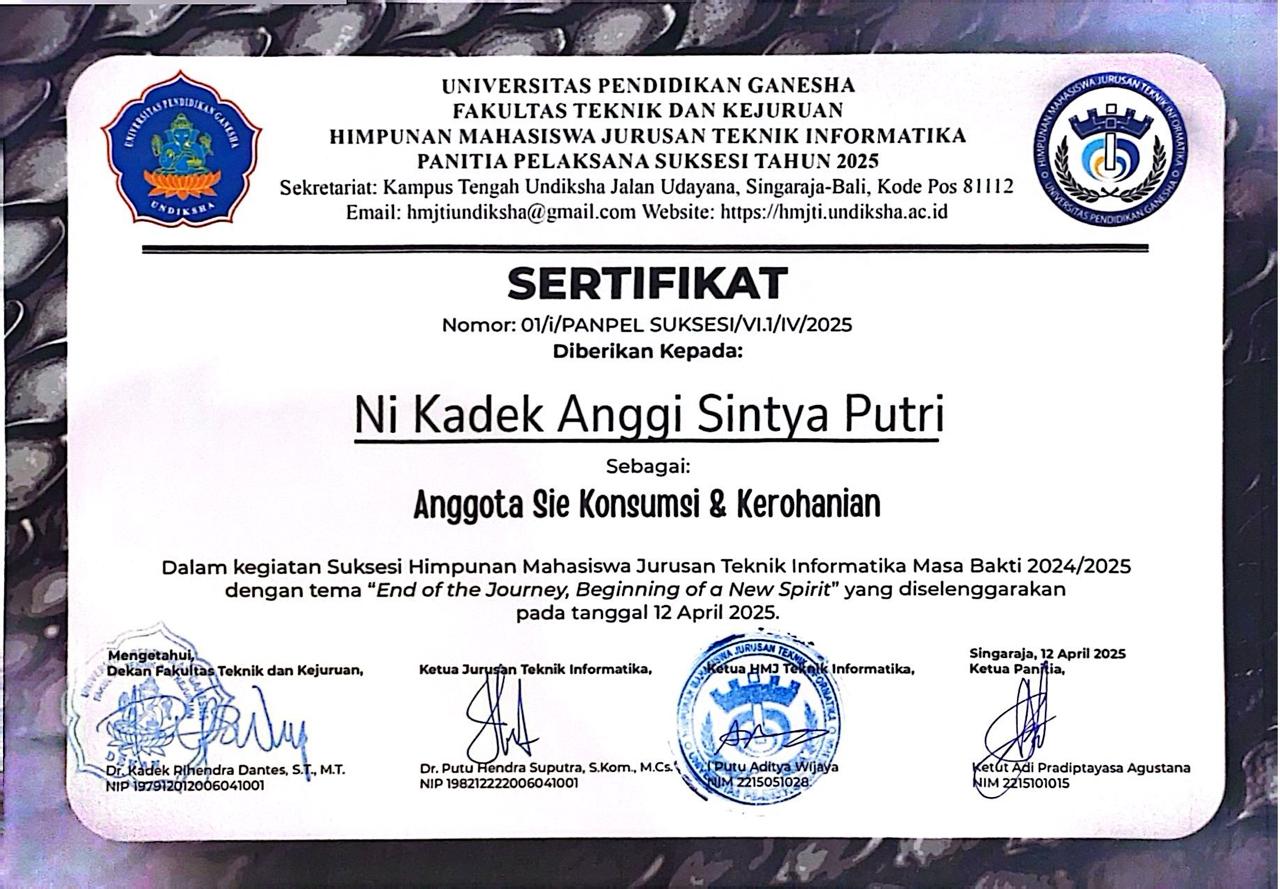 UNIVERSITAS PENDIDIKAN GANESHA
UNDIKSHA
UNIVERSITAS PENDIDIKAN GANESHA
FAKULTAS TEKNIK DAN KEJURUAN
HIMPUNAN MAHASISWA JURUSAN TEKNIK INFORMATIKA
PANITIA PELAKSANA SUKSESI TAHUN 2025
Sekretariat: Kampus Tengah Undiksha Jalan Udayana, Singaraja-Bali, Kode Pos 81112
Email: hmjtiundiksha@gmail.com Website: https://hmjti.undiksha.ac.id
HIMPUNAN MAHASISWA JURUSAN TEKNIK INFORMATIKA
UNIVERSITAS PENDIDIKAN GANESHA
SERTIFIKAT
Nomor: 01/i/PANPEL SUKSESI/VI.1/IV/2025
Diberikan Kepada:
Ni Kadek Anggi Sintya Putri
Sebagai:
Anggota Sie Konsumsi & Kerohanian
Dalam kegiatan Suksesi Himpunan Mahasiswa Jurusan Teknik Informatika Masa Bakti 2024/2025
dengan tema “End of the Journey, Beginning of a New Spirit” yang diselenggarakan
pada tanggal 12 April 2025.
Mengetahui,
Dekan Fakultas Teknik dan Kejuruan,
Dr. Kadek Rihendra Dantes, S.T., M.T.
NIP 197912012006041001
Ketua Jurusan Teknik Informatika,
Dr. Putu Hendra Suputra, S.Kom., M.Cs.
NIP 198212222006041001
Ketua HMJ Teknik Informatika,
I Putu Aditya Wijaya
NIM 2215051028
Singaraja, 12 April 2025
Ketua Panitia,
Ketut Adi Pradiptayasa Agustana
NIM 2215101015